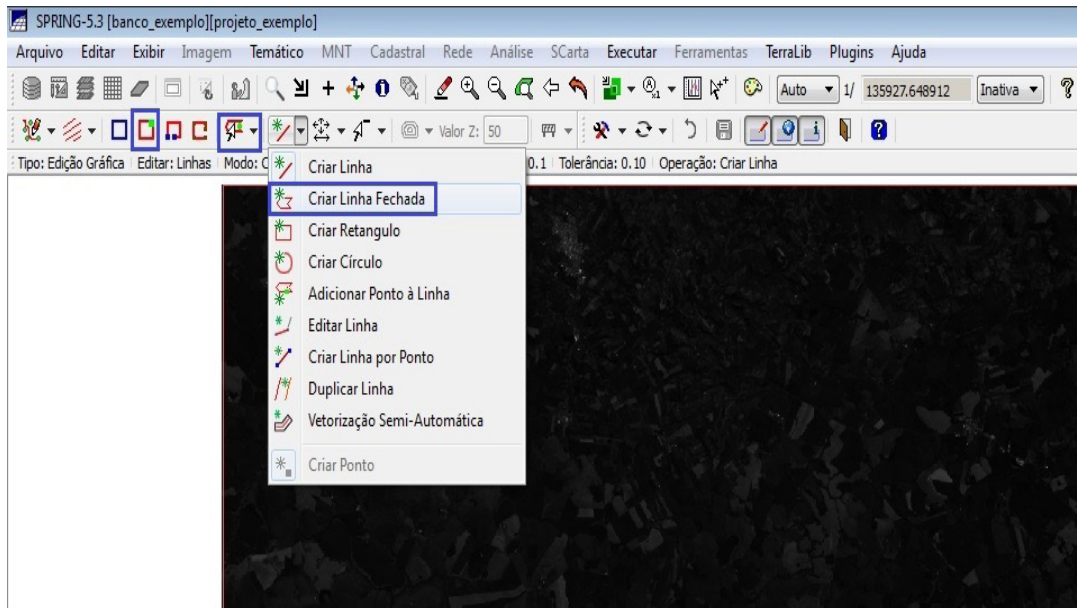 SPRING-5.3 [banco_exemplo][projeto_exemplo]
Arquivo Editar Exibir Imagem Temático MNT Cadastral Rede Análise SCarta Executar Ferramentas TerraLib Plugins Ajuda
Auto 1/ 135927.648912 Inativa
Valor Z: 50
Tipo: Edição Gráfica Editar: Linhas Modo: 0.1 Tolerância: 0.10 Operação: Criar Linha
Criar Linha
Criar Linha Fechada
Criar Retangulo
Criar Círculo
Adicionar Ponto à Linha
Editar Linha
Criar Linha por Ponto
Duplicar Linha
Vetorização Semi-Automática
Criar Ponto